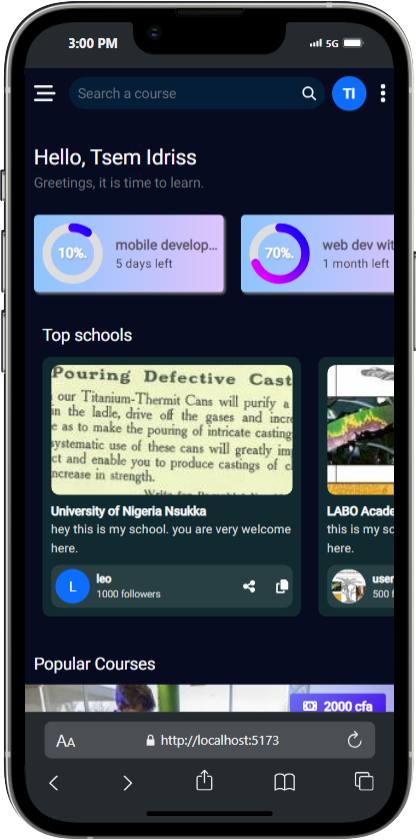 3:00 PM
5G
Search a course
TI
Hello, Tsem Idriss
Greetings, it is time to learn.
10%.
mobile develop...
5 days left
70%.
web dev wit
1 month left
Top schools
Pouring Defective Cast
our Titanium-Thermit Cans will purify a
in the ladle, drive off the gases and incre
e as to make the pouring of intricate casting
systematic use of these cans will greatly im
ct and enable you to produce castings of c
ncrease in strength.
University of Nigeria Nsukka
hey this is my school. you are very welcome
here.
L
leo
1000 followers
LABO Acade
this is my sc
here.
user
500 f
Popular Courses
2000 cfa
AA
http://localhost:5173